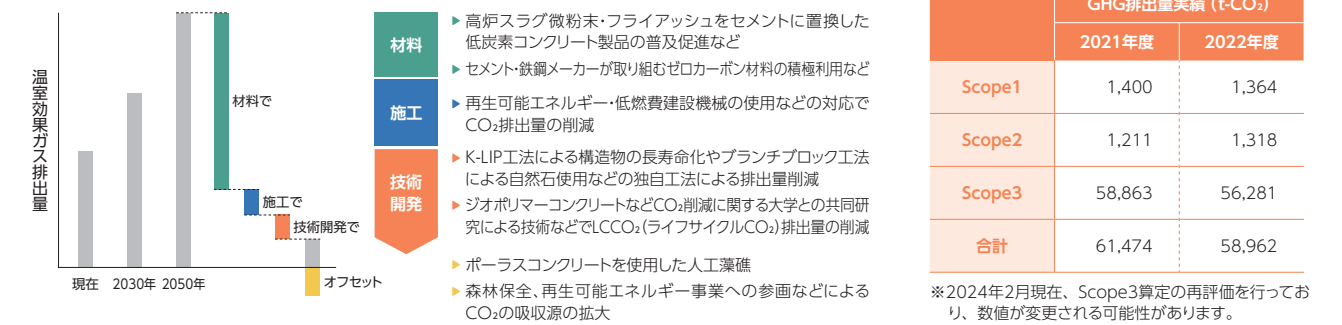 温室効果ガス排出量
材料で
施工で
技術開発で
オフセット
現在 2030年 2050年
材料
▶高炉スラグ微粉末・フライアッシュをセメントに置換した
低炭素コンクリート製品の普及促進など
▶セメント・鉄鋼メーカーが取り組むゼロカーボン材料の積極利用など
施工
▶再生可能エネルギー・低燃費建設機械の使用などの対応で
CO₂排出量の削減
技術
開発
▶K-LIP工法による構造物の長寿命化やブランチブロック工法
による自然石使用などの独自工法による排出量削減
▶ジオポリマーコンクリートなどCO₂削減に関する大学との共同研
究による技術などでLCCO₂(ライフサイクルCO₂)排出量の削減
▶ポーラスコンクリートを使用した人工藻礁
▶森林保全、再生可能エネルギー事業への参画などによる
CO₂の吸収源の拡大
GHG排出量実績(t-CO₂)
2021年度 2022年度
Scope1 1,400 1,364
Scope2 1,211 1,318
Scope3 58,863 56,281
合計 61,474 58,962
※2024年2月現在、Scope3算定の再評価を行ってお
り、数値が変更される可能性があります。